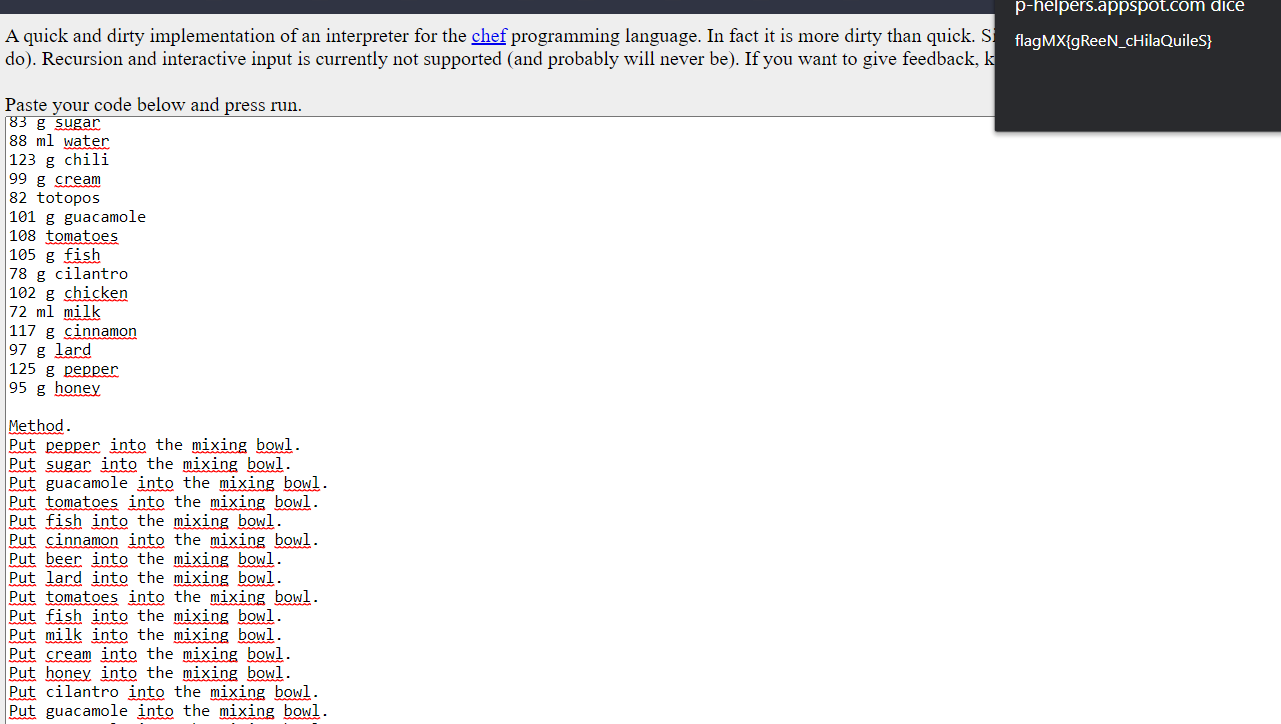 A quick and dirty implementation of an interpreter for the chef programming language. In fact it is more dirty than quick.
do). Recursion and interactive input is currently not supported (and probably will never be). If you want to give feedback,
p-helpers.appspot.com dice
flagMX{gReeN_cHilaQuileS}
Paste your code below and press run.
83 g sugar
88 ml water
123 g chili
99 g cream
82 totopos
101 g guacamole
108 tomatoes
105 g fish
78 g cilantro
102 g chicken
72 ml milk
117 g cinnamon
97 g lard
125 g pepper
95 g honey
Method.
Put pepper into the mixing bowl.
Put sugar into the mixing bowl.
Put guacamole into the mixing bowl.
Put tomatoes into the mixing bowl.
Put fish into the mixing bowl.
Put cinnamon into the mixing bowl.
Put beer into the mixing bowl.
Put lard into the mixing bowl.
Put tomatoes into the mixing bowl.
Put fish into the mixing bowl.
Put milk into the mixing bowl.
Put cream into the mixing bowl.
Put honey into the mixing bowl.
Put cilantro into the mixing bowl.
Put guacamole into the mixing bowl.